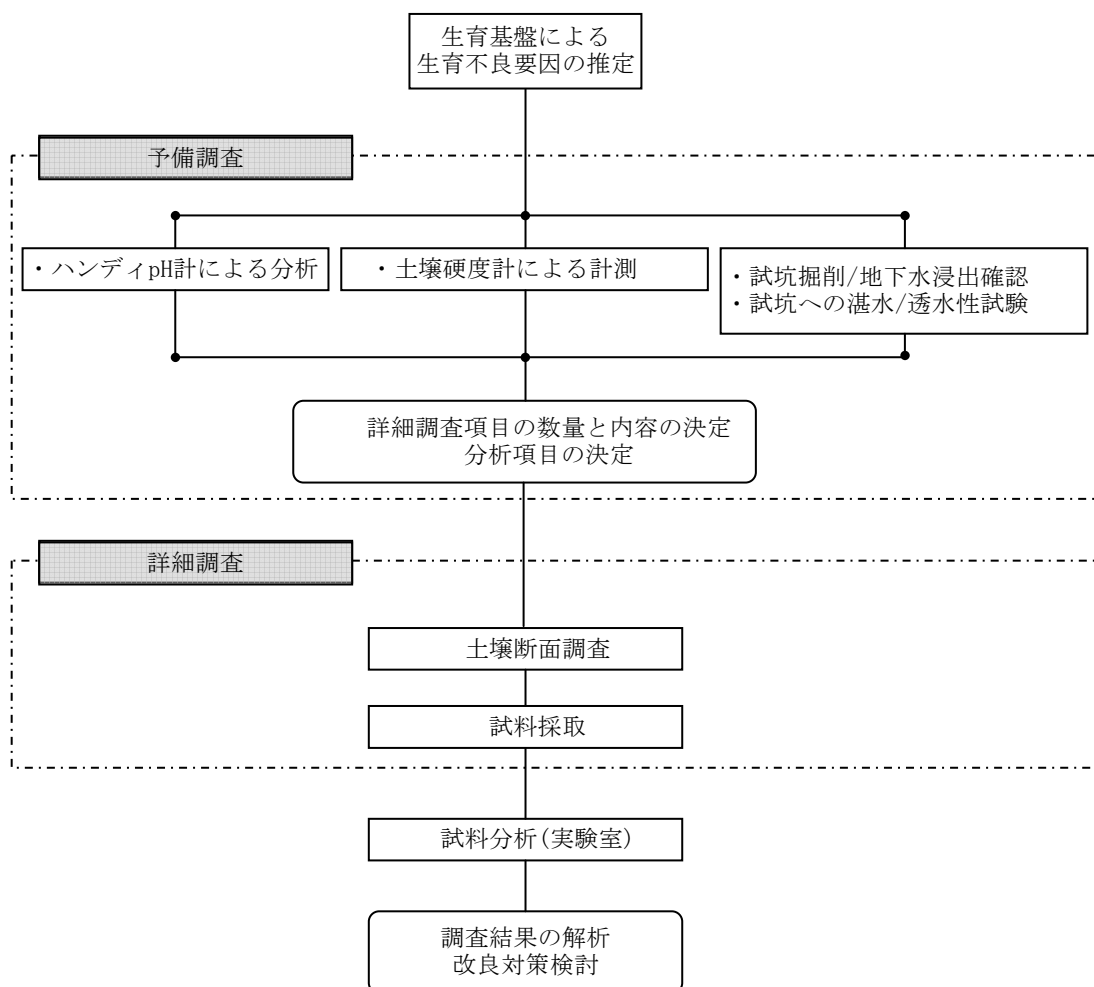 生育基盤による
生育不良要因の推定
予備調査
・ハンディpH計による分析
・土壌硬度計による計測
・試坑掘削/地下水浸出確認
・試坑への湛水/透水性試験
詳細調査項目の数量と内容の決定
分析項目の決定
詳細調査
土壌断面調査
試料採取
試料分析(実験室)
調査結果の解析
改良対策検討